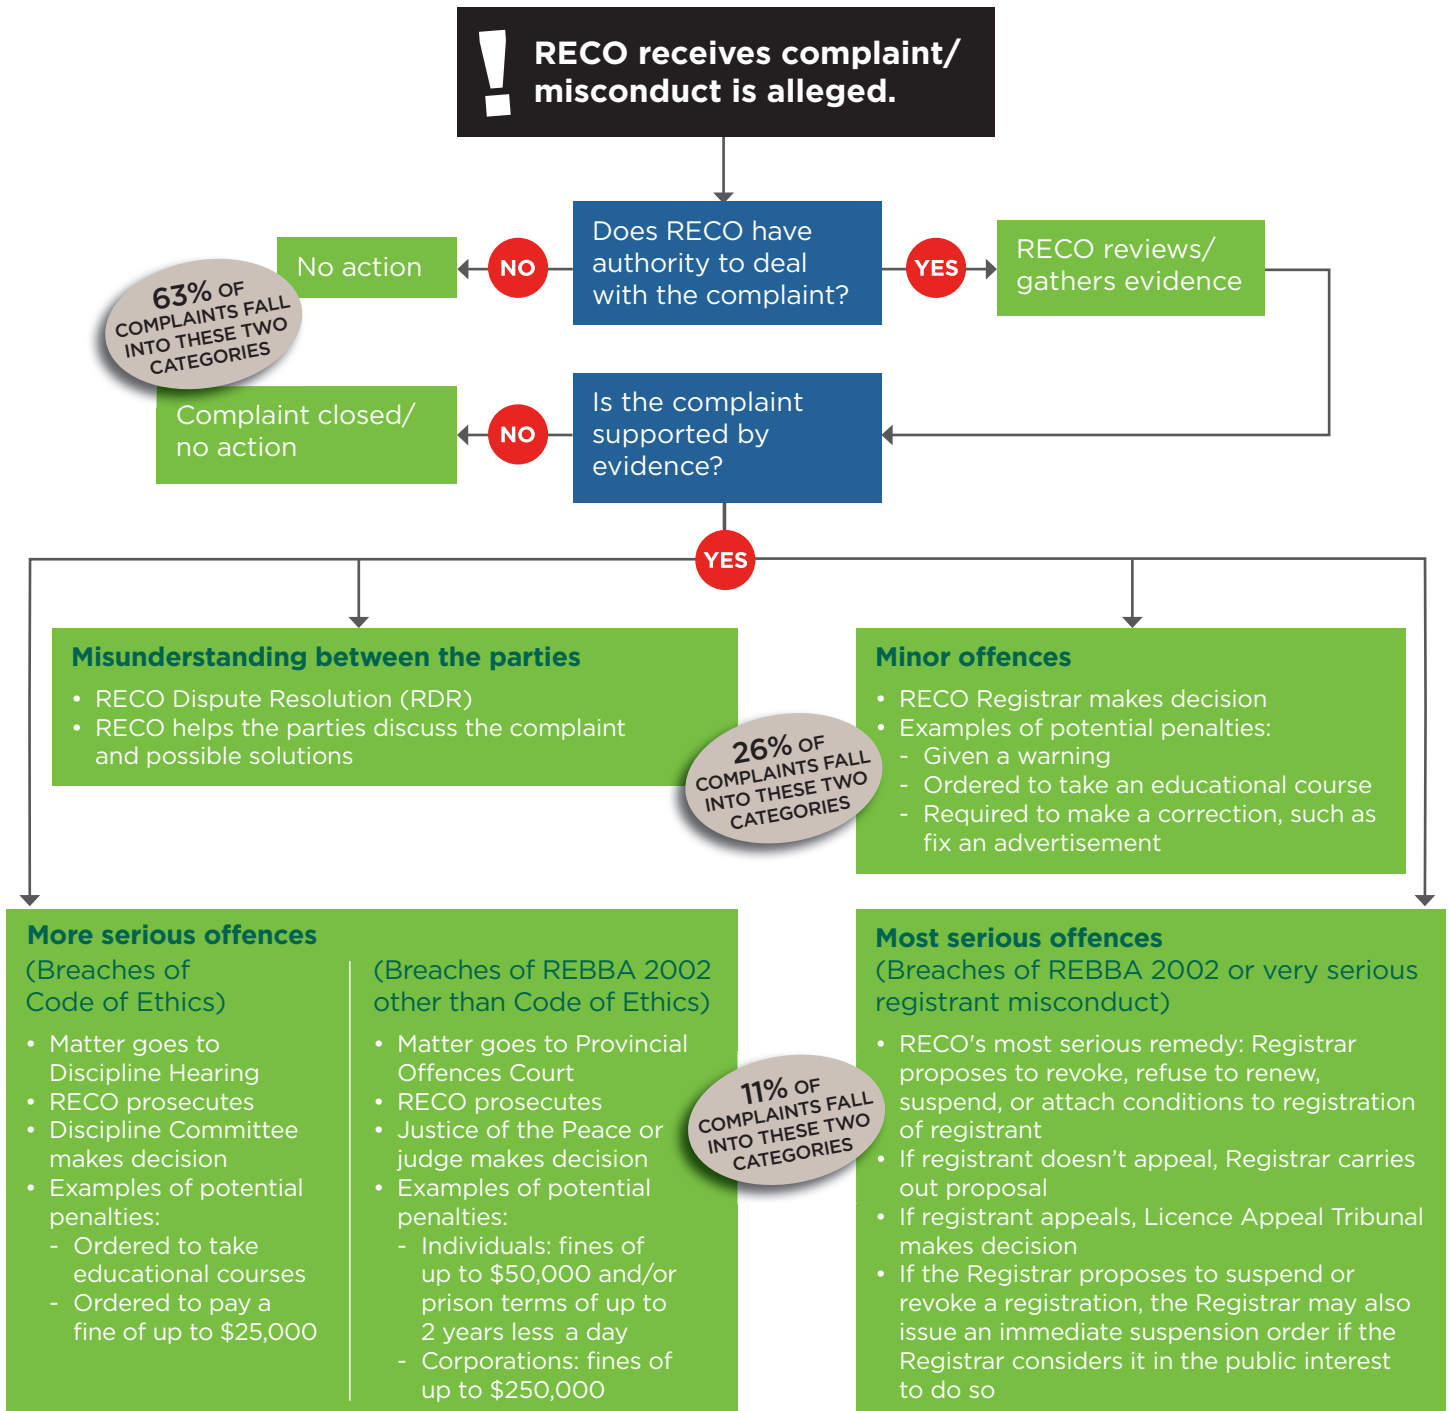 !
RECO receives complaint/
misconduct is alleged.
Does RECO have
authority to deal
with the complaint?
NO
No action
YES
RECO reviews/
gathers evidence
63% OF
COMPLAINTS FALL
INTO THESE TWO
CATEGORIES
Is the complaint
supported by
evidence?
NO
Complaint closed/
no action
YES
Misunderstanding between the parties
• RECO Dispute Resolution (RDR)
• RECO helps the parties discuss the complaint
and possible solutions
26% OF
COMPLAINTS FALL
INTO THESE TWO
CATEGORIES
Minor offences
• RECO Registrar makes decision
• Examples of potential penalties:
- Given a warning
- Ordered to take an educational course
- Required to make a correction, such as
fix an advertisement
More serious offences
(Breaches of
Code of Ethics)
• Matter goes to
Discipline Hearing
• RECO prosecutes
• Discipline Committee
makes decision
• Examples of potential
penalties:
- Ordered to take
educational courses
- Ordered to pay a
fine of up to $25,000
(Breaches of REBBA 2002
other than Code of Ethics)
• Matter goes to Provincial
Offences Court
• RECO prosecutes
• Justice of the Peace or
judge makes decision
• Examples of potential
penalties:
- Individuals: fines of
up to $50,000 and/or
prison terms of up to
2 years less a day
- Corporations: fines of
up to $250,000
11% OF
COMPLAINTS FALL
INTO THESE TWO
CATEGORIES
Most serious offences
(Breaches of REBBA 2002 or very serious
registrant misconduct)
• RECO's most serious remedy: Registrar
proposes to revoke, refuse to renew,
suspend, or attach conditions to registration
of registrant
• If registrant doesn’t appeal, Registrar carries
out proposal
• If registrant appeals, Licence Appeal Tribunal
makes decision
• If the Registrar proposes to suspend or
revoke a registration, the Registrar may also
issue an immediate suspension order if the
Registrar considers it in the public interest
to do so